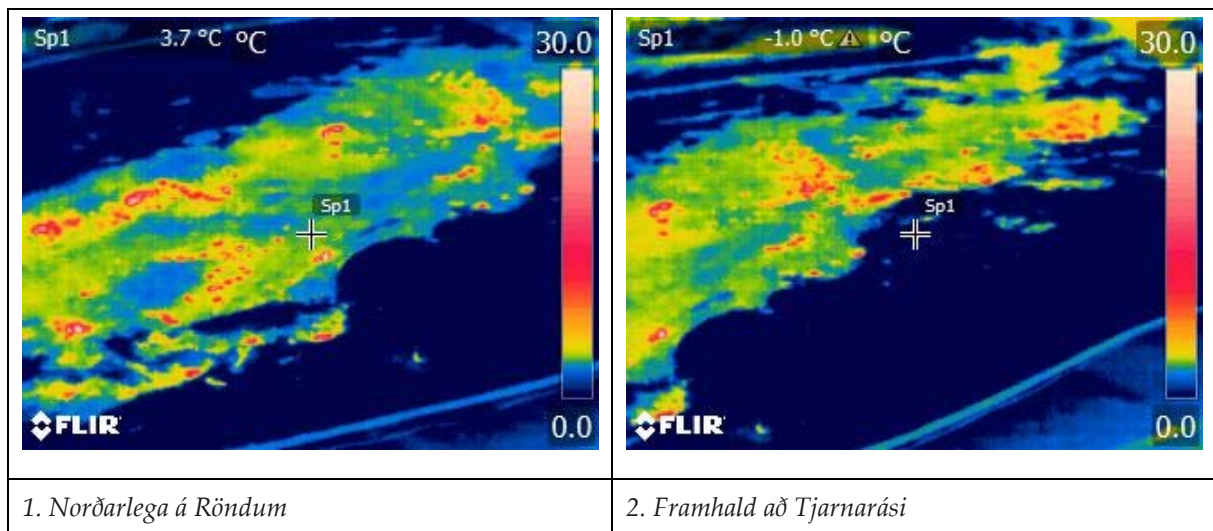 Sp1 3.7 °C °C 30.0
Sp1
FLIR 0.0
Sp1 -1.0 °C °C 30.0
Sp1
FLIR 0.0
1. Norðarlega á Röndum
2. Framhald að Tjarnarási